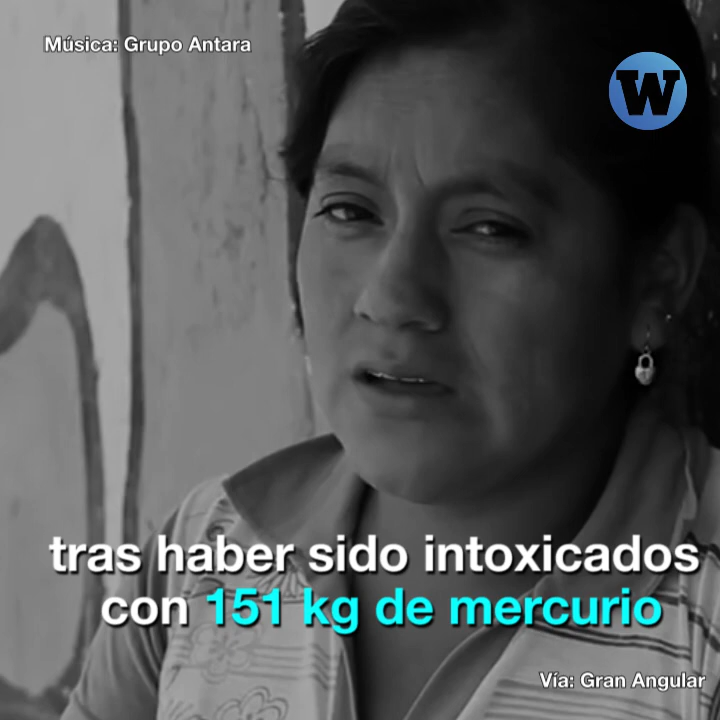 Música: Grupo Antara
W
tras haber sido intoxicados
con 151 kg de mercurio
Vía: Gran Angular